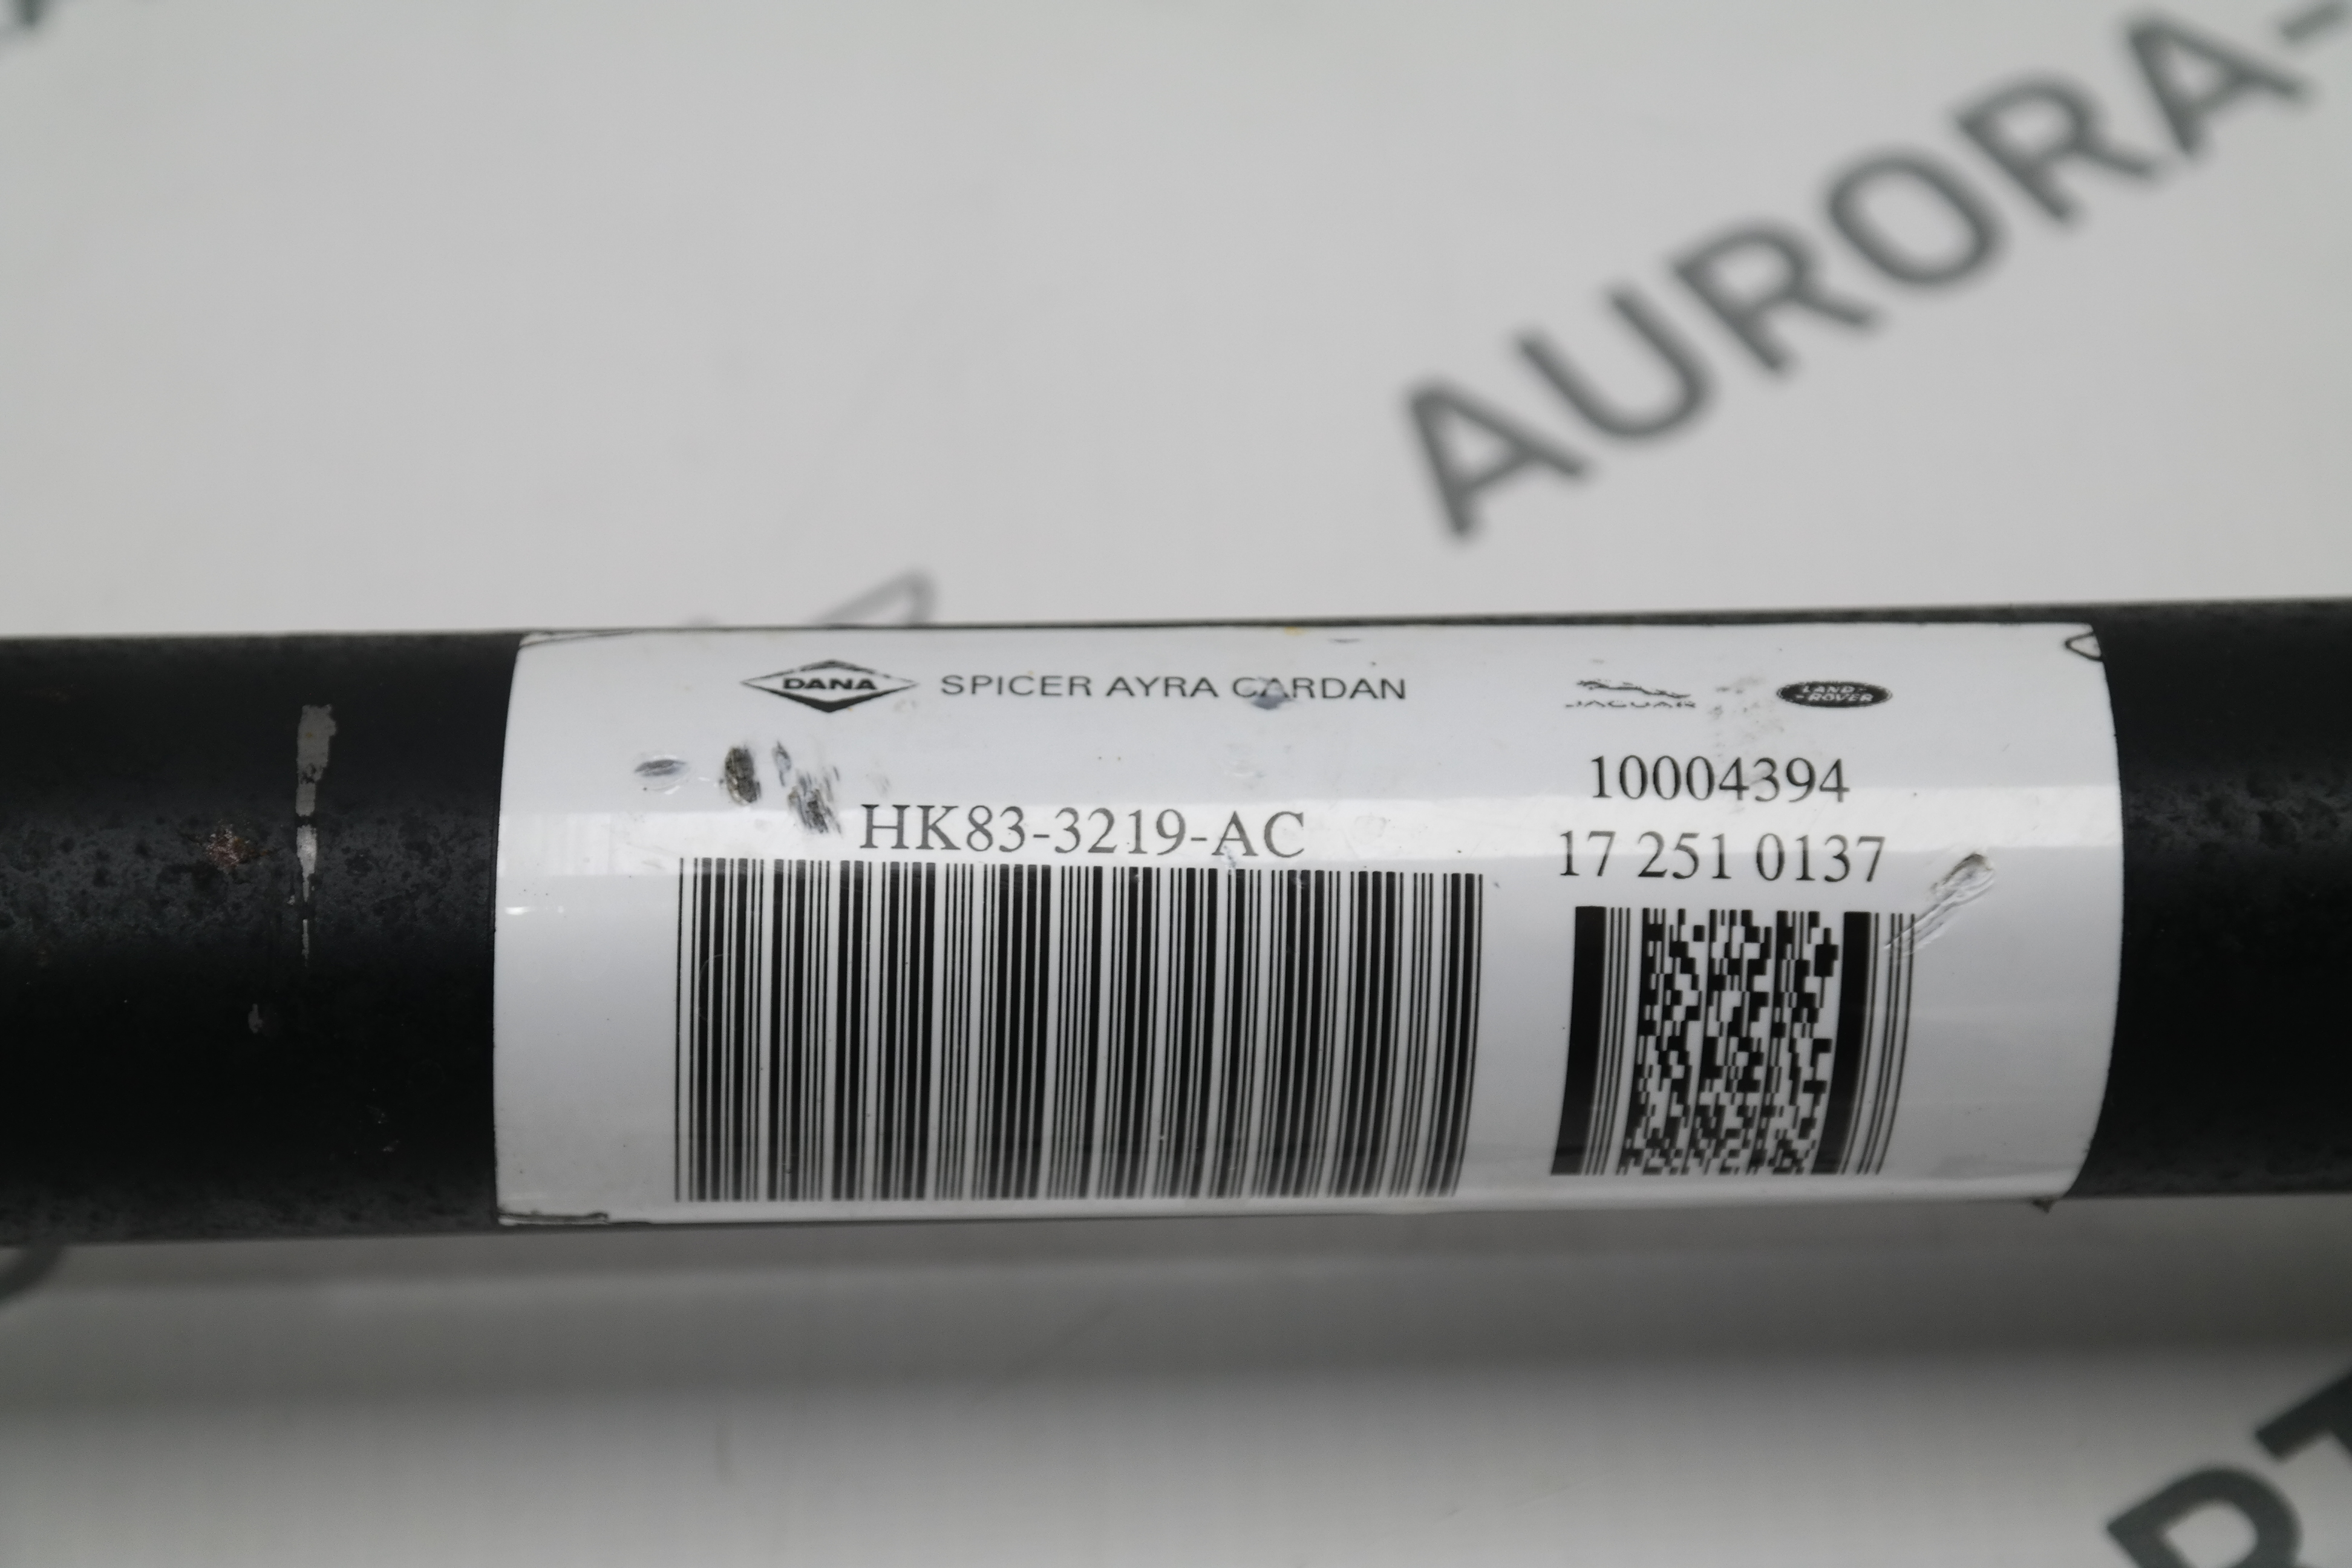 AURORA-
DANA
SPICER AYRA CARDAN
JAGUAR
LAND-
-ROVER
HK83-3219-AC
10004394
17 251 0137